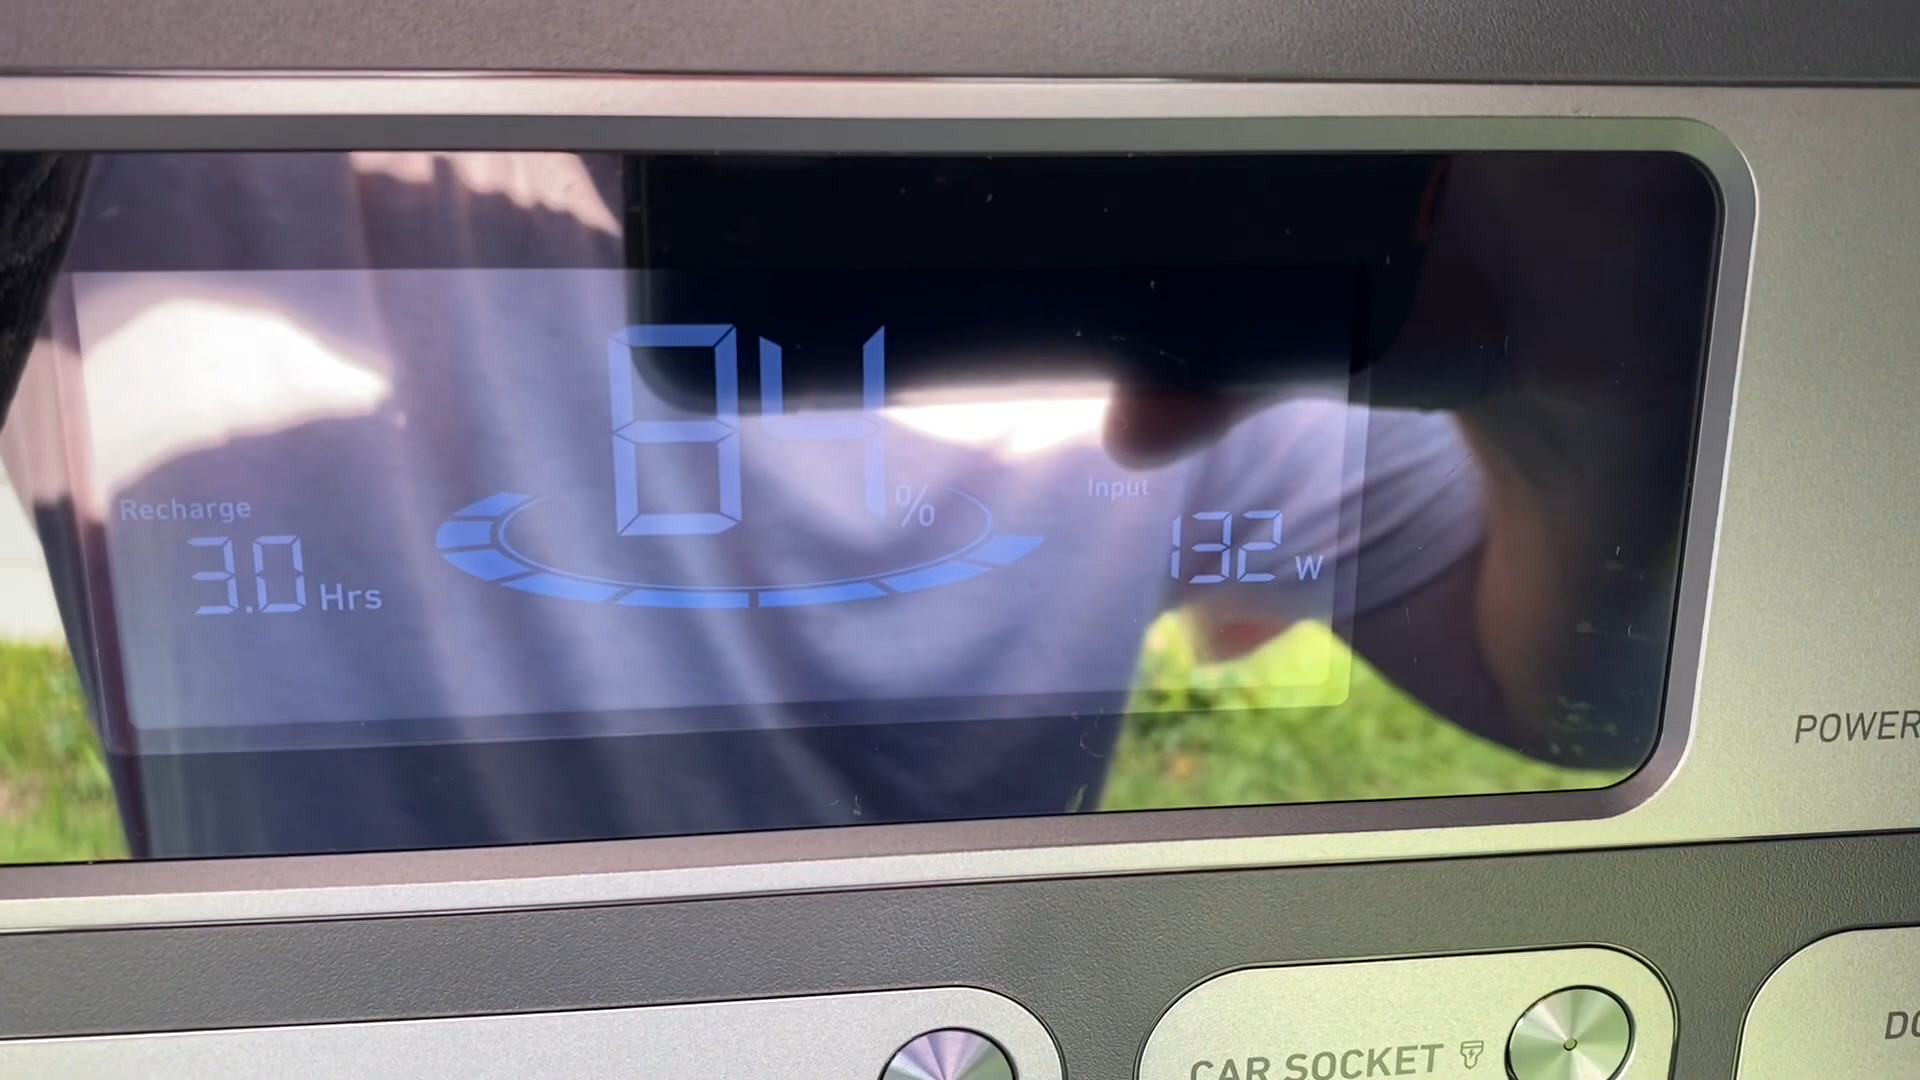 84%
Recharge
3.0 Hrs
Input
132 W
POWER
CAR SOCKET